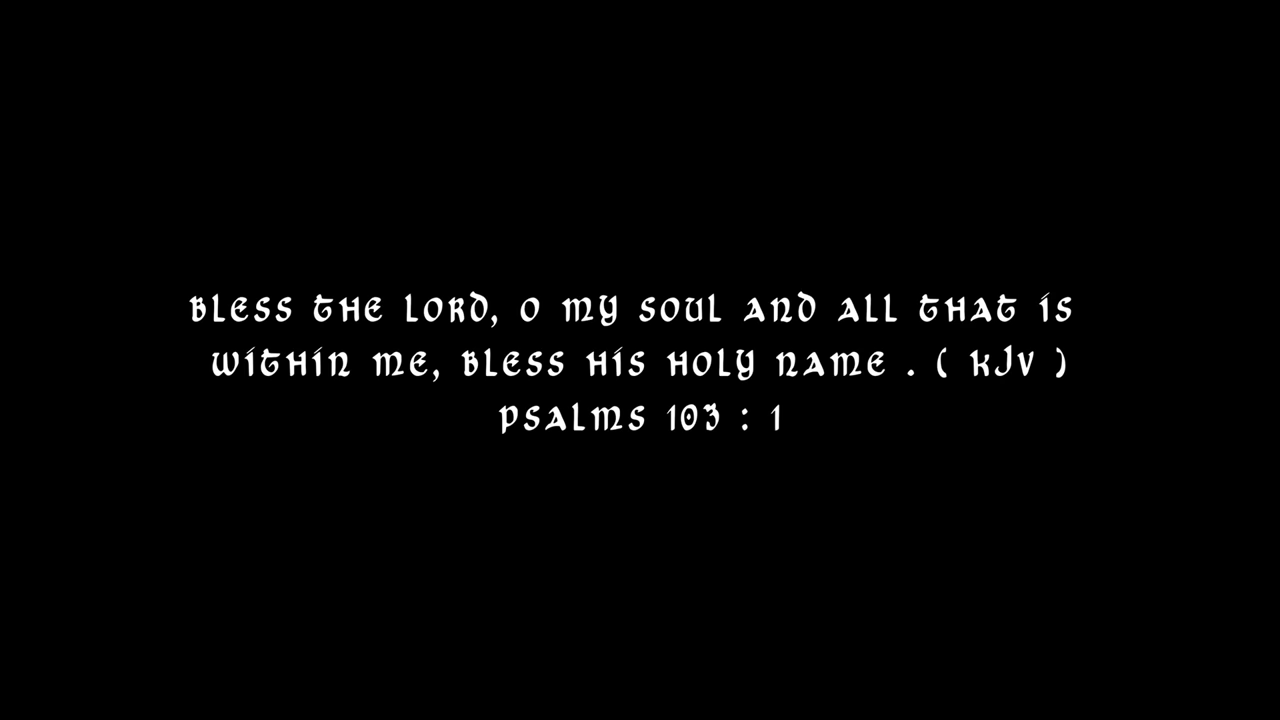 BLESS THE LORD, O MY SOUL AND ALL THAT IS
WITHIN ME, BLESS HIS HOLY NAME . ( KJV )
PSALMS 103 : 1